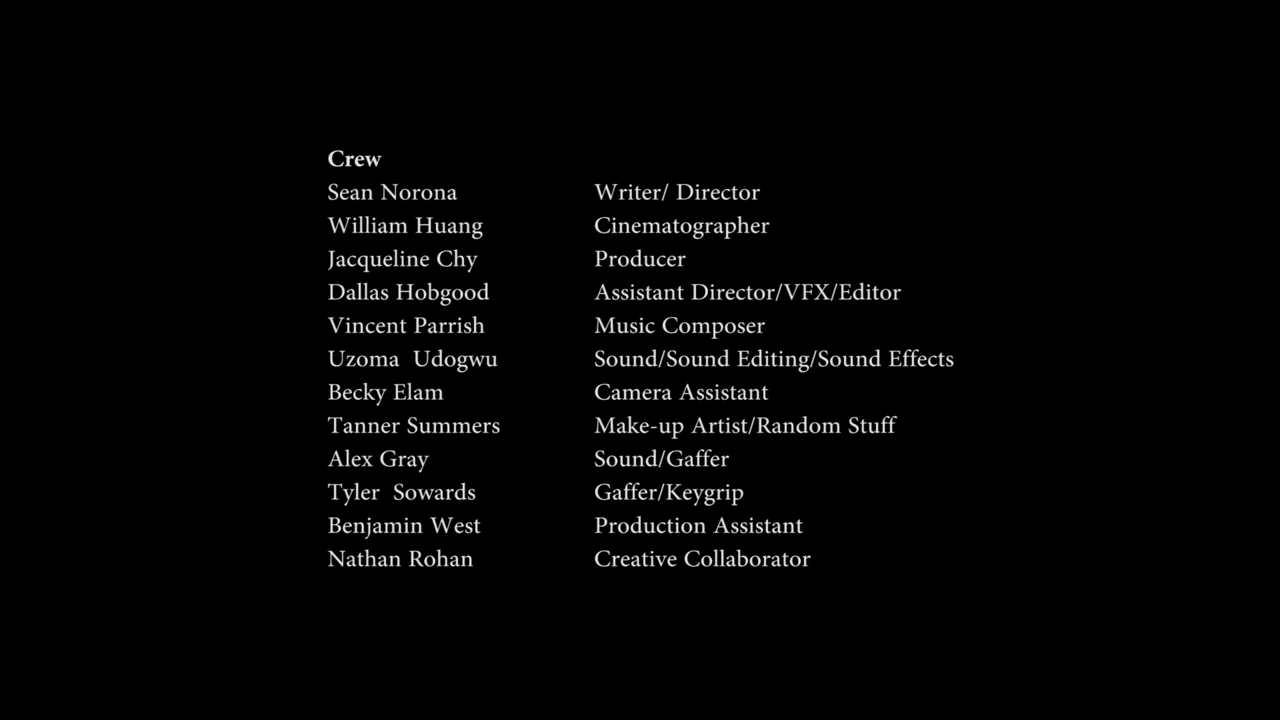 Crew
Sean Norona Writer/ Director
William Huang Cinematographer
Jacqueline Chy Producer
Dallas Hobgood Assistant Director/VFX/Editor
Vincent Parrish Music Composer
Uzoma  Udogwu Sound/Sound Editing/Sound Effects
Becky Elam Camera Assistant
Tanner Summers Make-up Artist/Random Stuff
Alex Gray Sound/Gaffer
Tyler  Sowards Gaffer/Keygrip
Benjamin West Production Assistant
Nathan Rohan Creative Collaborator